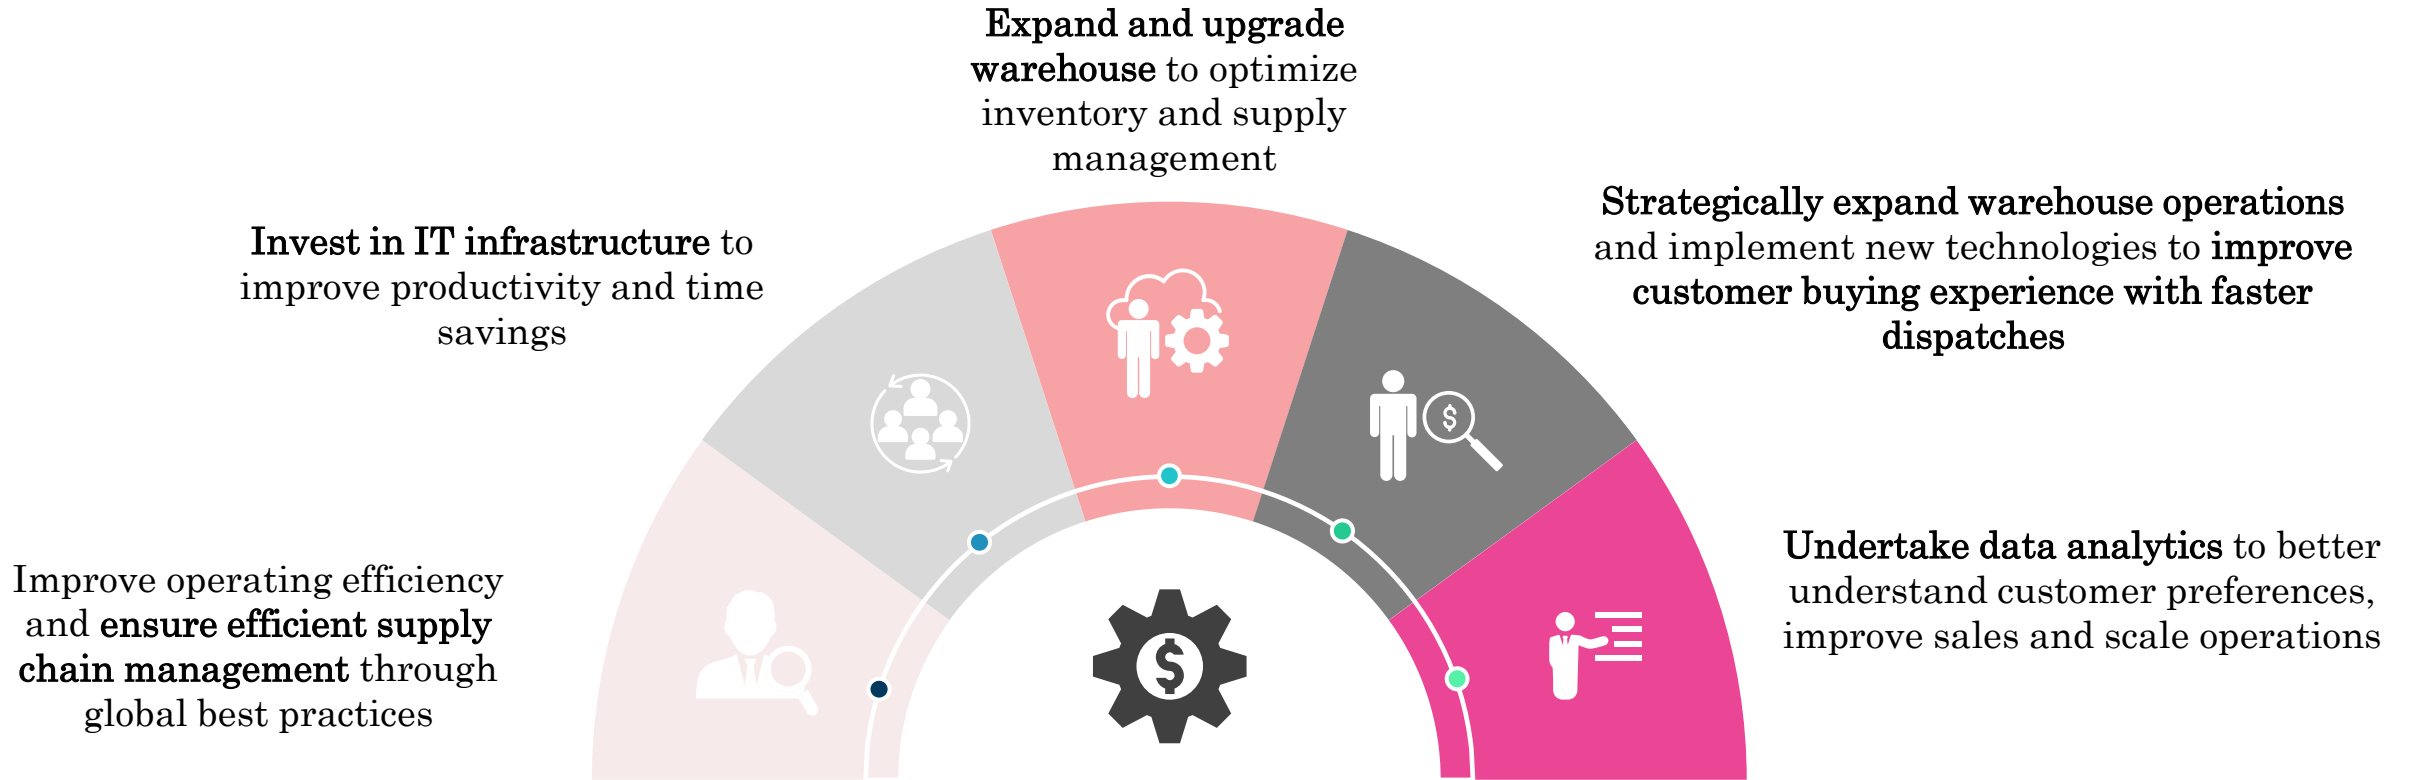 Expand and upgrade
warehouse to optimize
inventory and supply
management
Invest in IT infrastructure to
improve productivity and time
savings
Strategically expand warehouse operations
and implement new technologies to improve
customer buying experience with faster
dispatches
Improve operating efficiency
and ensure efficient supply
chain management through
global best practices
Undertake data analytics to better
understand customer preferences,
improve sales and scale operations
$
$